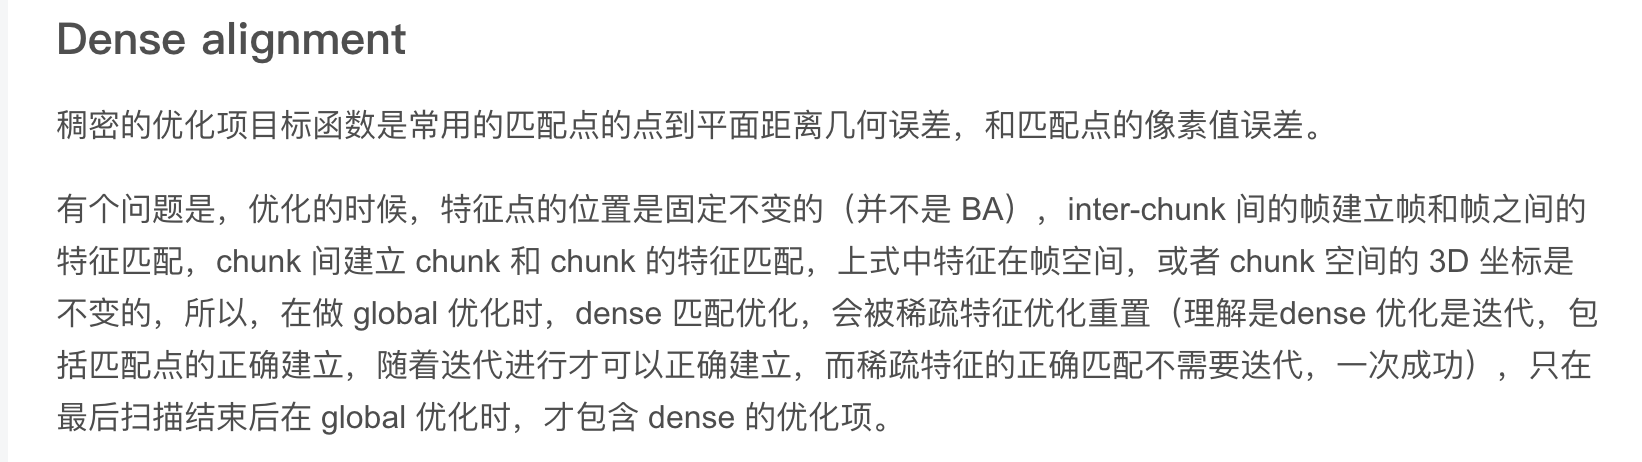 Dense alignment
稠密的优化项目标函数是常用的匹配点的点到平面距离几何误差，和匹配点的像素值误差。
有个问题是，优化的时候，特征点的位置是固定不变的（并不是 BA），inter-chunk 间的帧建立帧和帧之间的
特征匹配，chunk 间建立 chunk 和 chunk 的特征匹配，上式中特征在帧空间，或者 chunk 空间的 3D 坐标是
不变的，所以，在做 global 优化时，dense 匹配优化，会被稀疏特征优化重置（理解是dense 优化是迭代，包
括匹配点的正确建立，随着迭代进行才可以正确建立，而稀疏特征的正确匹配不需要迭代，一次成功），只在
最后扫描结束后在 global 优化时，才包含 dense 的优化项。